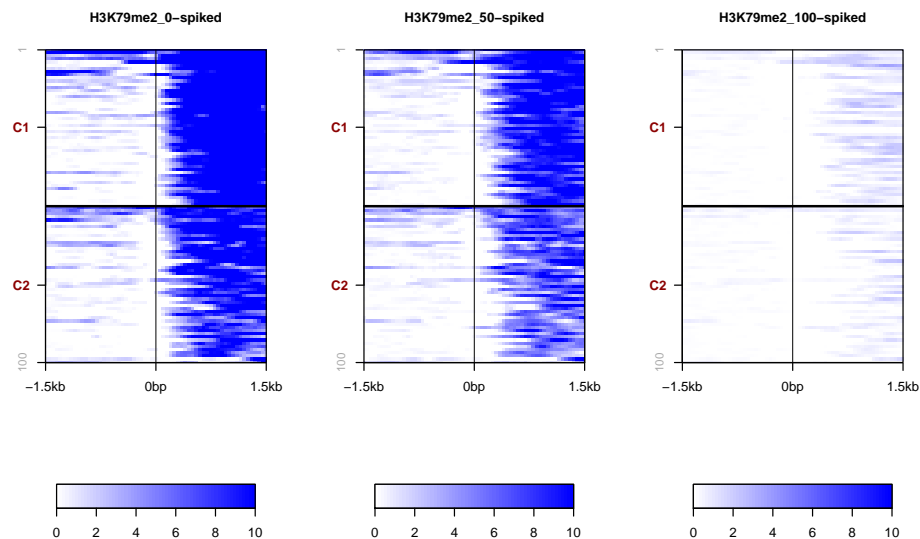 H3K79me2_0−spiked
H3K79me2_50−spiked
H3K79me2_100−spiked
1
1
1
C1
C1
C1
C2
C2
C2
100
100
100
−1.5kb 0bp 1.5kb
−1.5kb 0bp 1.5kb
−1.5kb 0bp 1.5kb
0 2 4 6 8 10
0 2 4 6 8 10
0 2 4 6 8 10